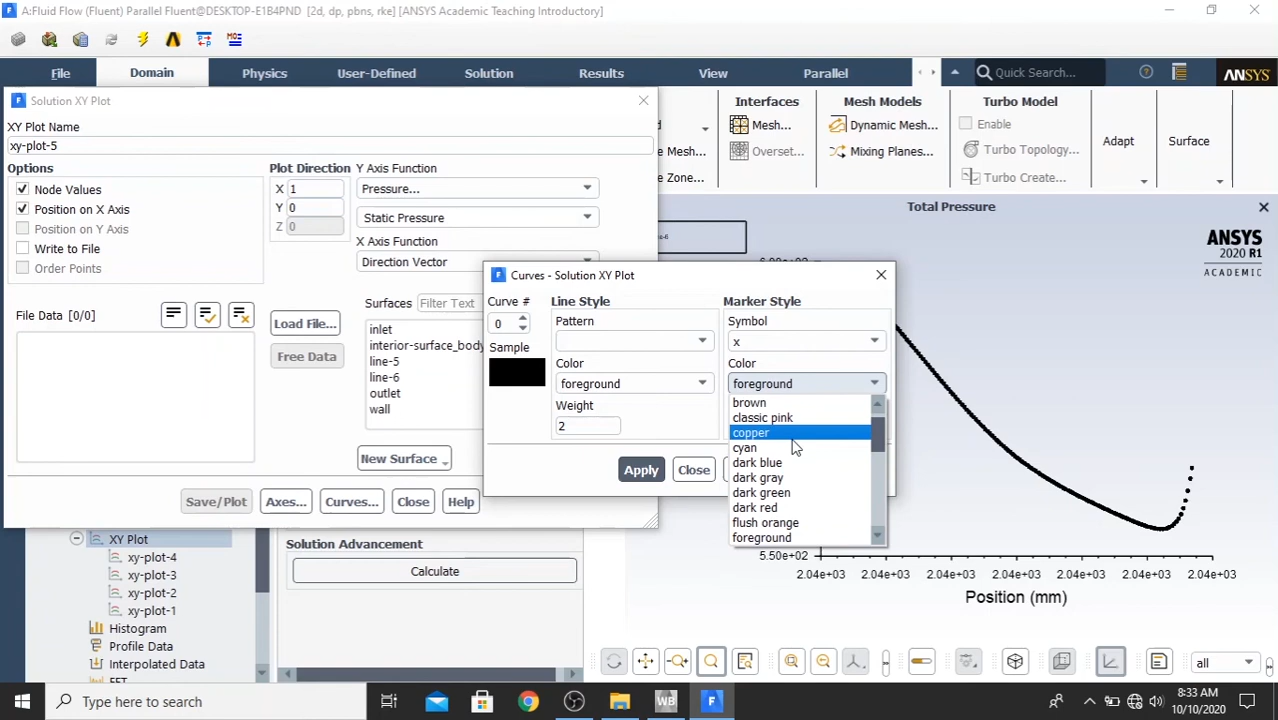 A:Fluid Flow (Fluent) Parallel Fluent@DESKTOP-E1B4PND [2d, dp, pbns, rke] [ANSYS Academic Teaching Introductory]
File
Domain
Physics
User-Defined
Solution
Results
View
Parallel
Quick Search...
ANSYS
Solution XY Plot
XY Plot Name
xy-plot-5
Options
Node Values
Position on X Axis
Position on Y Axis
Write to File
Order Points
Plot Direction
X 1
Y 0
Z 0
Y Axis Function
Pressure...
Static Pressure
X Axis Function
Direction Vector
File Data [0/0]
Load File...
Free Data
Surfaces Filter Text
inlet
interior-surface_body
line-5
line-6
outlet
wall
New Surface
Save/Plot
Axes...
Curves...
Close
Help
Interfaces
Mesh...
Overset...
Mesh Models
Dynamic Mesh...
Mixing Planes...
Turbo Model
Enable
Turbo Topology...
Turbo Create...
Adapt
Surface
Total Pressure
ANSYS
2020 R1
ACADEMIC
Curves - Solution XY Plot
Curve #
0
Sample
Line Style
Pattern
Color
foreground
Weight
2
Marker Style
Symbol
x
Color
foreground
brown
classic pink
copper
cyan
dark blue
dark gray
dark green
dark red
flush orange
foreground
Apply
Close
5.50e+02
2.04e+03 2.04e+03 2.04e+03 2.04e+03 2.04e+03 2.04e+03 2.04e+03
Position (mm)
XY Plot
xy-plot-4
xy-plot-3
xy-plot-2
xy-plot-1
Histogram
Profile Data
Interpolated Data
Solution Advancement
Calculate
all
Type here to search
WB
8:33 AM
10/10/2020